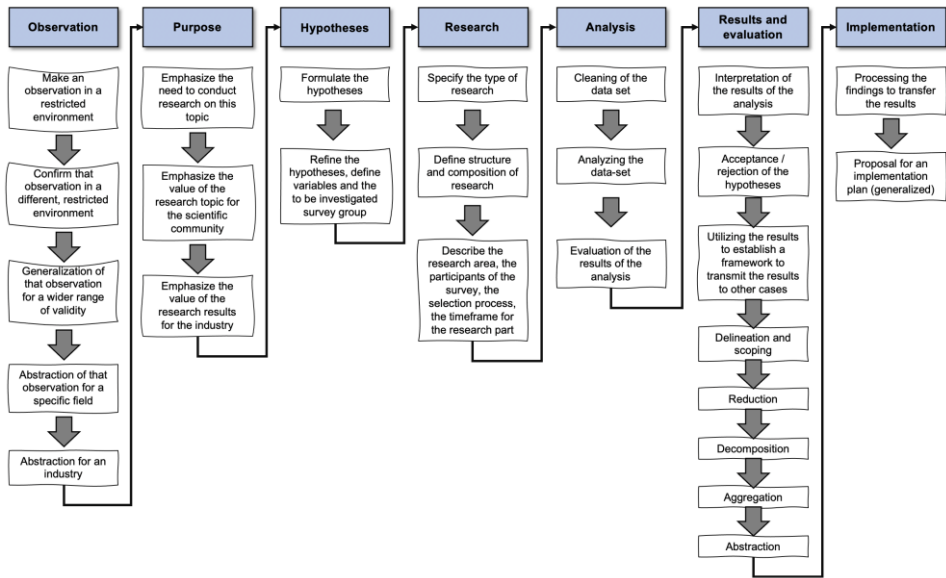 Observation
Make an
observation in a
restricted
environment
Confirm that
observation in a
different, restricted
environment
Generalization of
that observation
for a wider range
of validity
Abstraction of that
observation for a
specific field
Abstraction for an
industry
Purpose
Emphasize the
need to conduct
research on this
topic
Emphasize the
value of the
research topic for
the scientific
community
Emphasize the
value of the
research results
for the industry
Hypotheses
Formulate the
hypotheses
Refine the
hypotheses, define
variables and the
to be investigated
survey group
Research
Specify the type of
research
Define structure
and composition of
research
Describe the
research area, the
participants of the
survey, the
selection process,
the timeframe for
the research part
Analysis
Cleaning of the
data set
Analyzing the
data-set
Evaluation of the
results of the
analysis
Results and
evaluation
Interpretation of
the results of the
analysis
Acceptance /
rejection of the
hypotheses
Utilizing the results
to establish a
framework to
transmit the results
to other cases
Delineation and
scoping
Reduction
Decomposition
Aggregation
Abstraction
Implementation
Processing the
findings to transfer
the results
Proposal for an
implementation
plan (generalized)